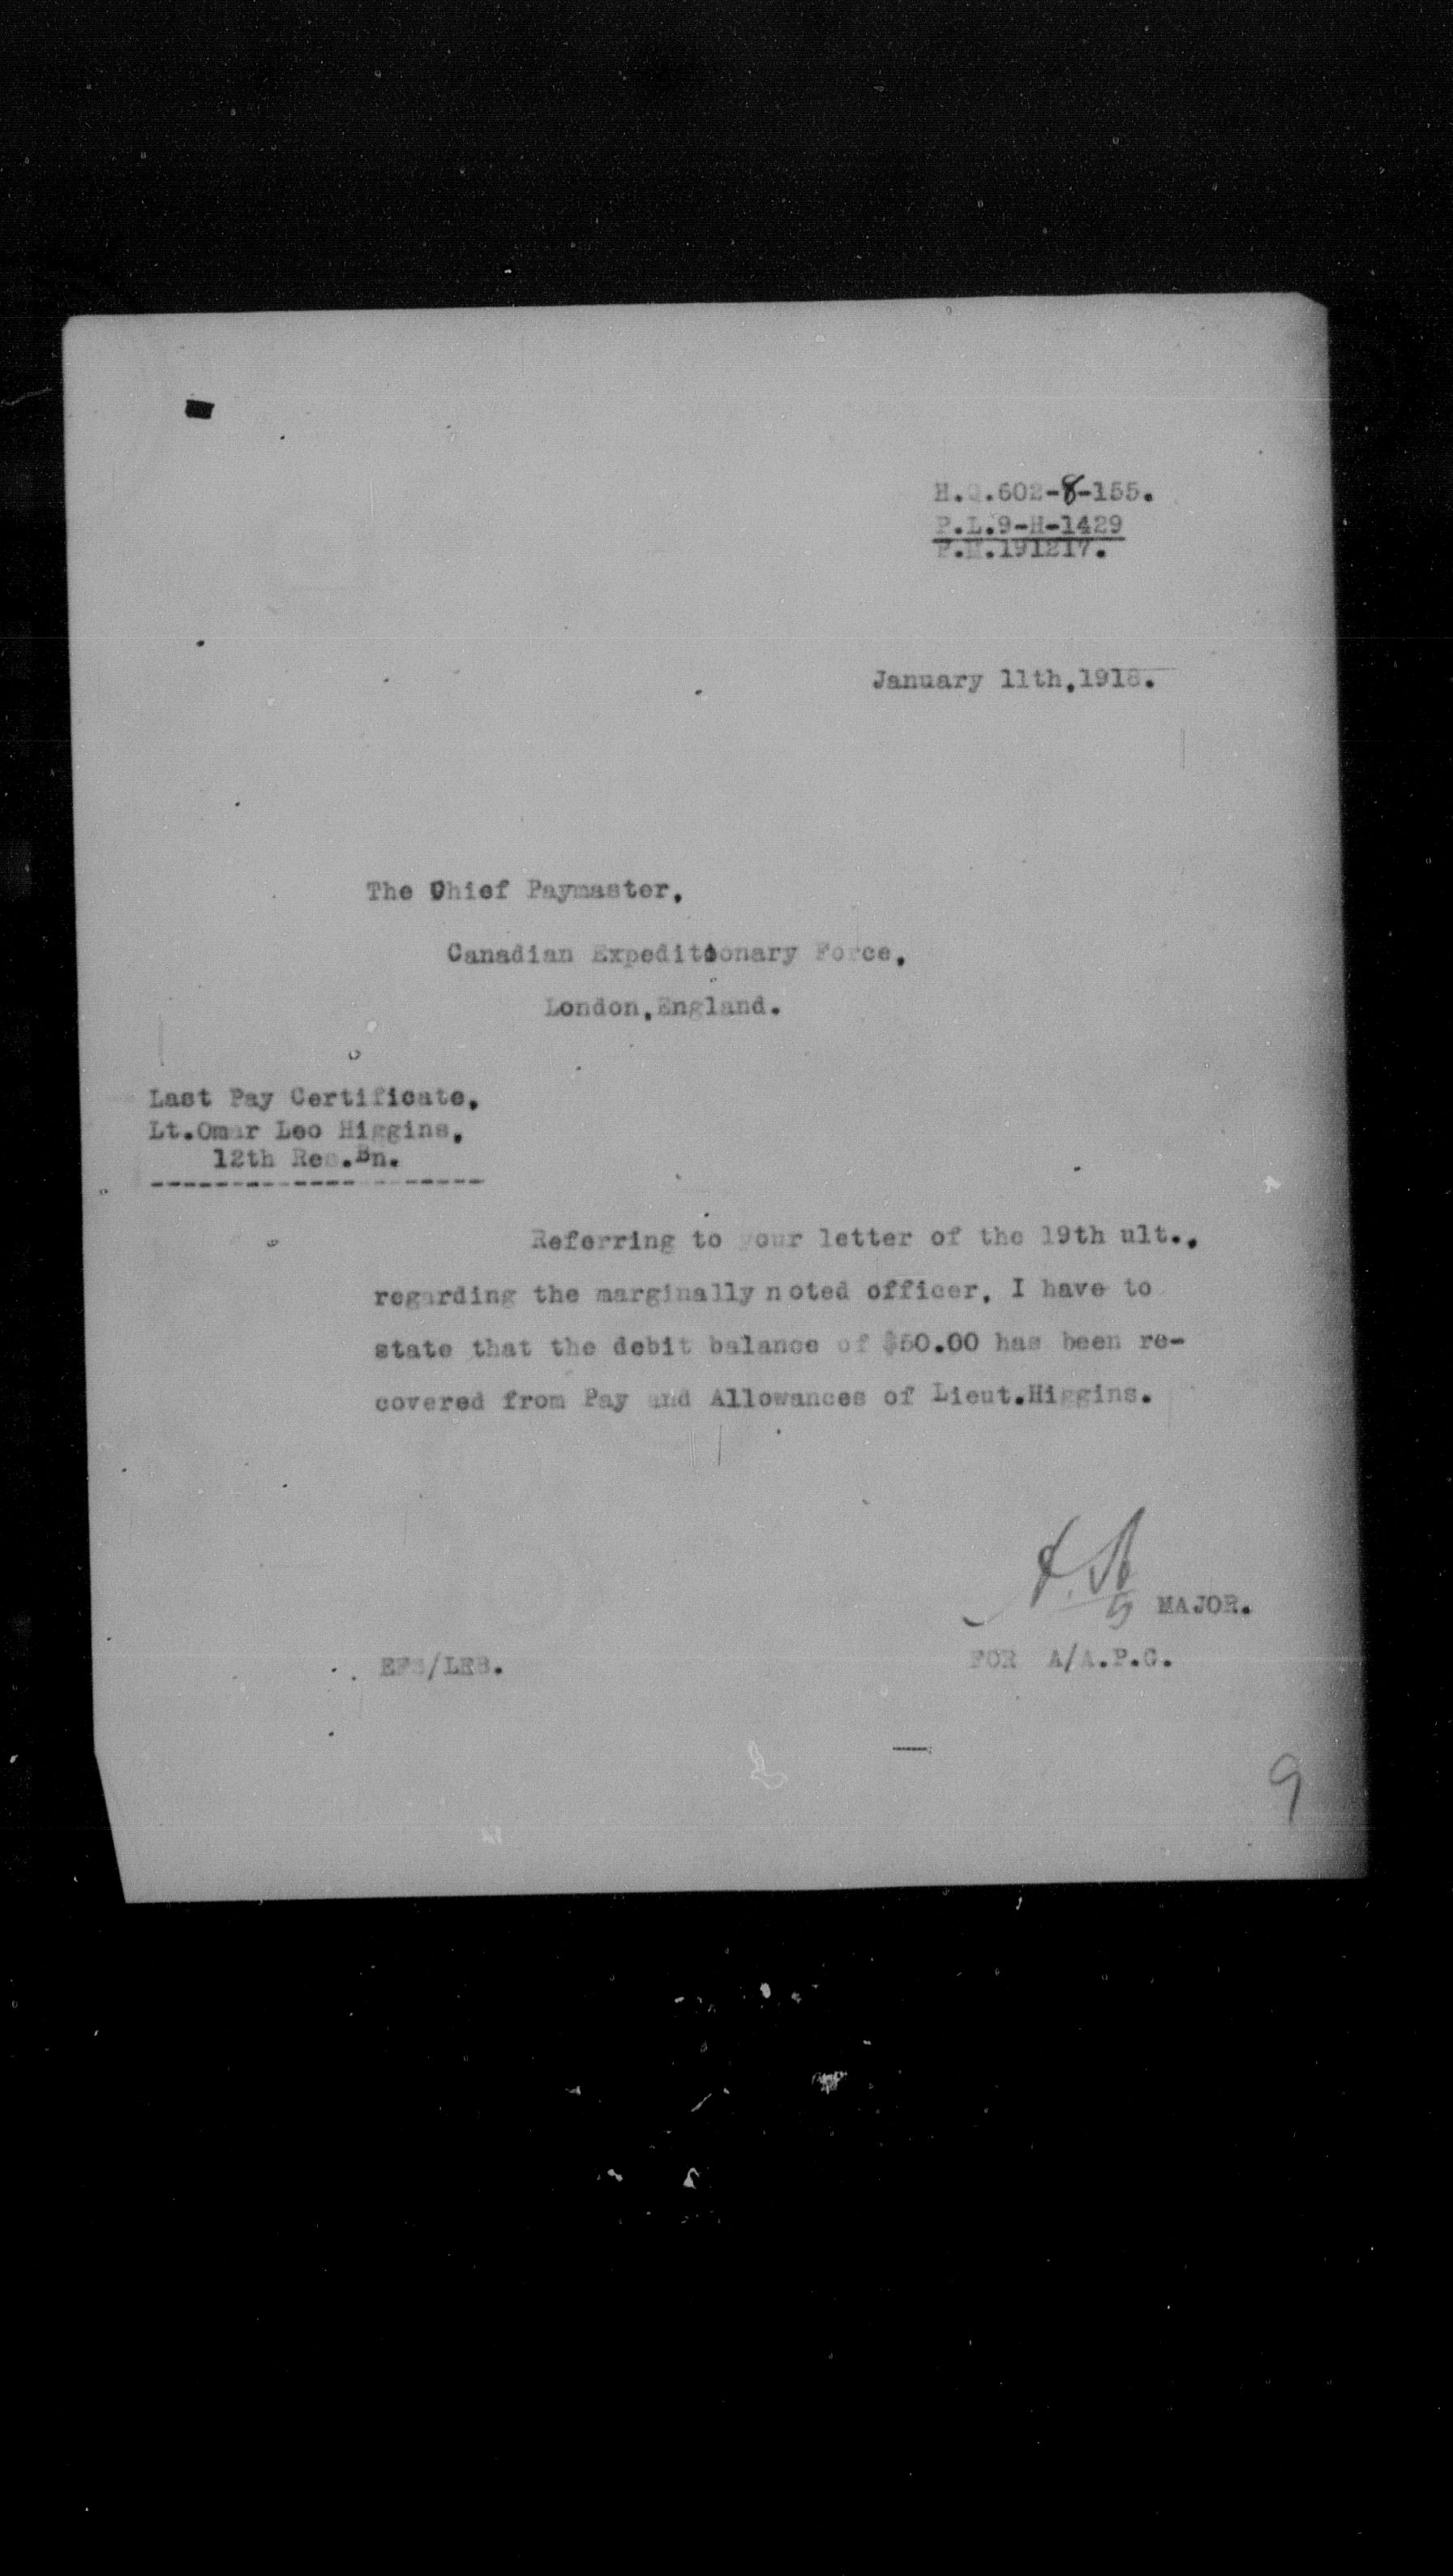 H.Q.602-8-155.
P.L.9-H-1429
P.M.191217.
January 11th,1918.
The Chief Paymaster,
Canadian Expeditionary Force,
London,England.
Last Pay Certificate,
Lt.Omar Leo Higgins,
12th Res.Bn.
Referring to your letter of the 19th ult.,
regarding the marginally noted officer, I have to
state that the debit balance of $50.00 has been re-
covered from Pay and Allowances of Lieut.Higgins.
MAJOR.
FOR A/A.P.G.
9